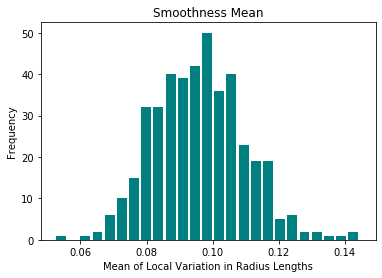 Smoothness Mean
50
40
30
20
10
0
Frequency
0.06 0.08 0.10 0.12 0.14
Mean of Local Variation in Radius Lengths